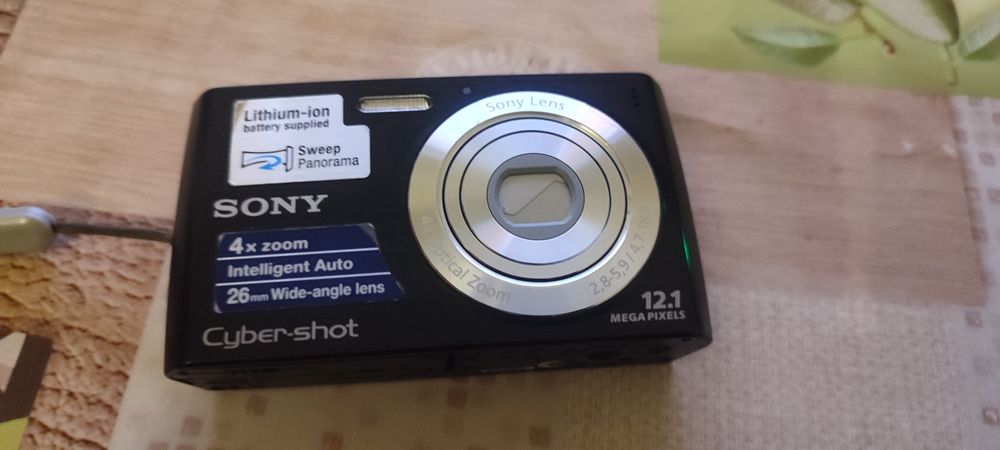 Lithium-ion
battery supplied
Sweep
Panorama
SONY
4x zoom
Intelligent Auto
26mm Wide-angle lens
Cyber-shot
Sony Lens
4x Optical Zoom
2,8-5,9/4,7-18
12.1
MEGA PIXELS